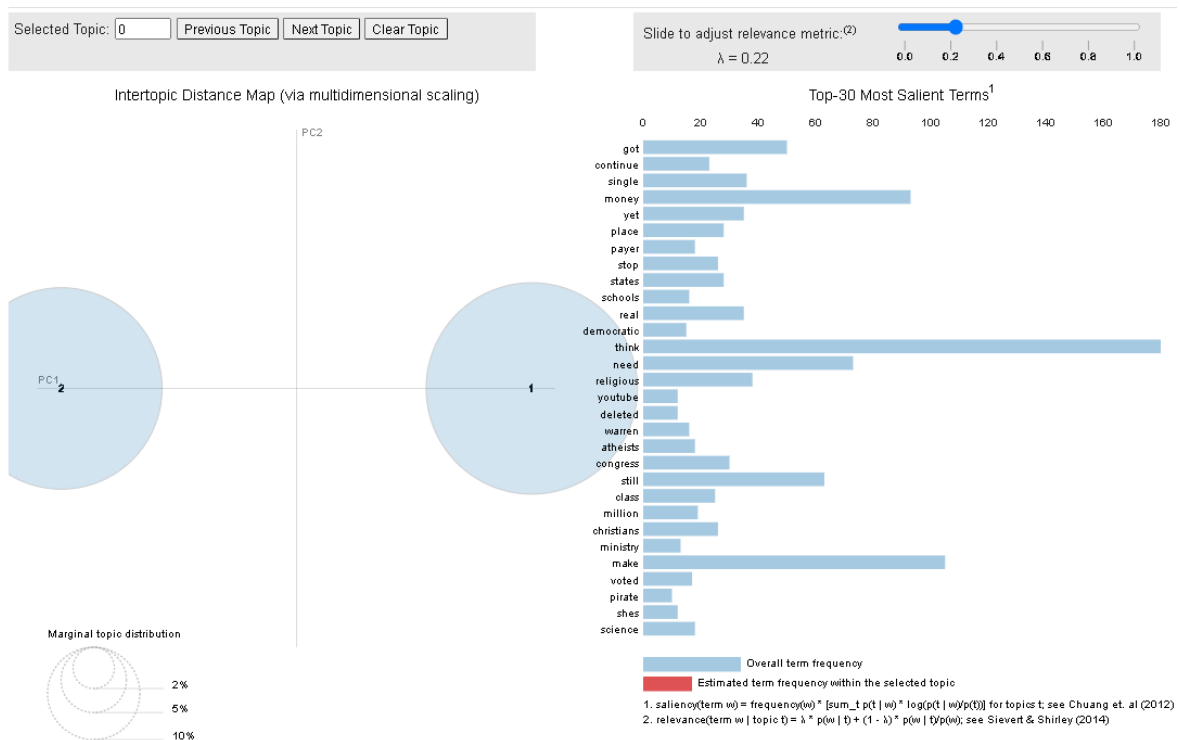 Selected Topic: 0 Previous Topic Next Topic Clear Topic
Slide to adjust relevance metric:(2)
λ = 0.22
0.0 0.2 0.4 0.6 0.8 1.0
Intertopic Distance Map (via multidimensional scaling)
PC2
PC1
2
1
Marginal topic distribution
2%
5%
10%
Top-30 Most Salient Terms1
0 20 40 60 80 100 120 140 160 180
got
continue
single
money
yet
place
payer
stop
states
schools
real
democratic
think
need
religious
youtube
deleted
warren
atheists
congress
still
class
million
christians
ministry
make
voted
pirate
shes
science
Overall term frequency
Estimated term frequency within the selected topic
1. saliency(term w) = frequency(w) * [sum_t p(t | w) * log(p(t | w)/p(t))] for topics t; see Chuang et. al (2012)
2. relevance(term w | topic t) = λ * p(w | t) + (1 - λ) * p(w | t)/p(w); see Sievert & Shirley (2014)